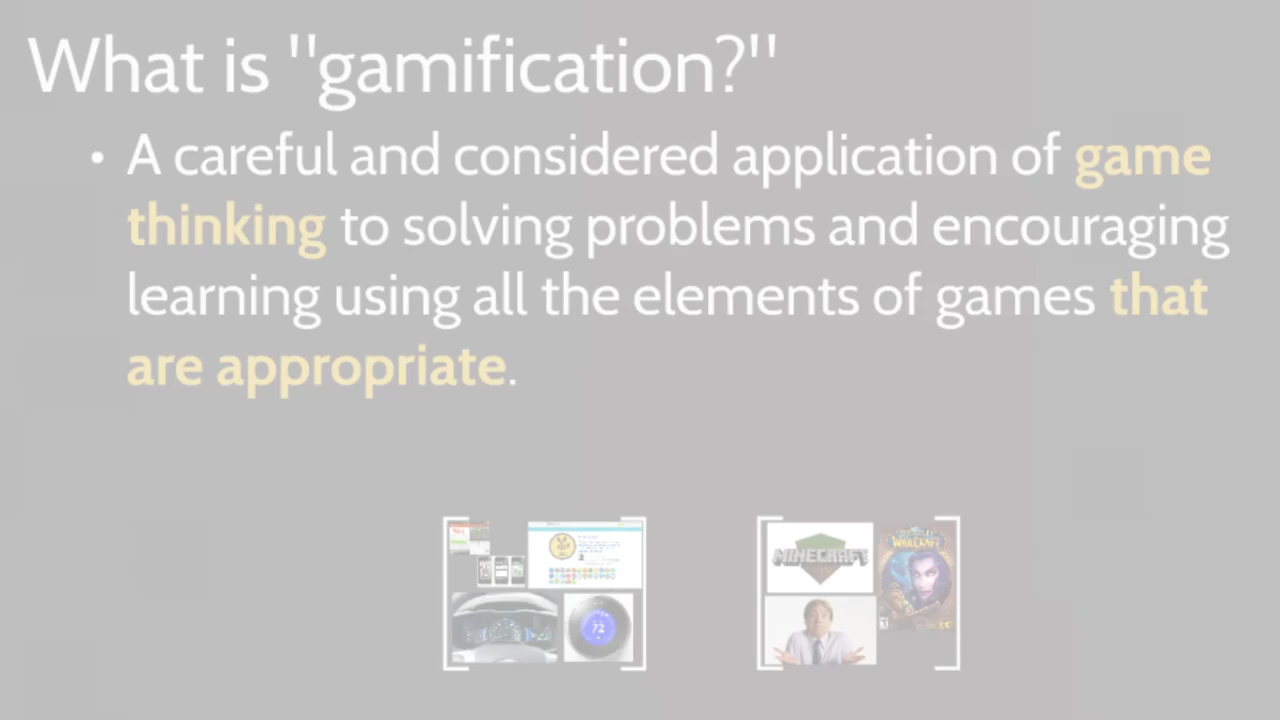 What is "gamification?"
• A careful and considered application of game
thinking to solving problems and encouraging
learning using all the elements of games that
are appropriate.
MINECRAFT
WARCRAFT
72